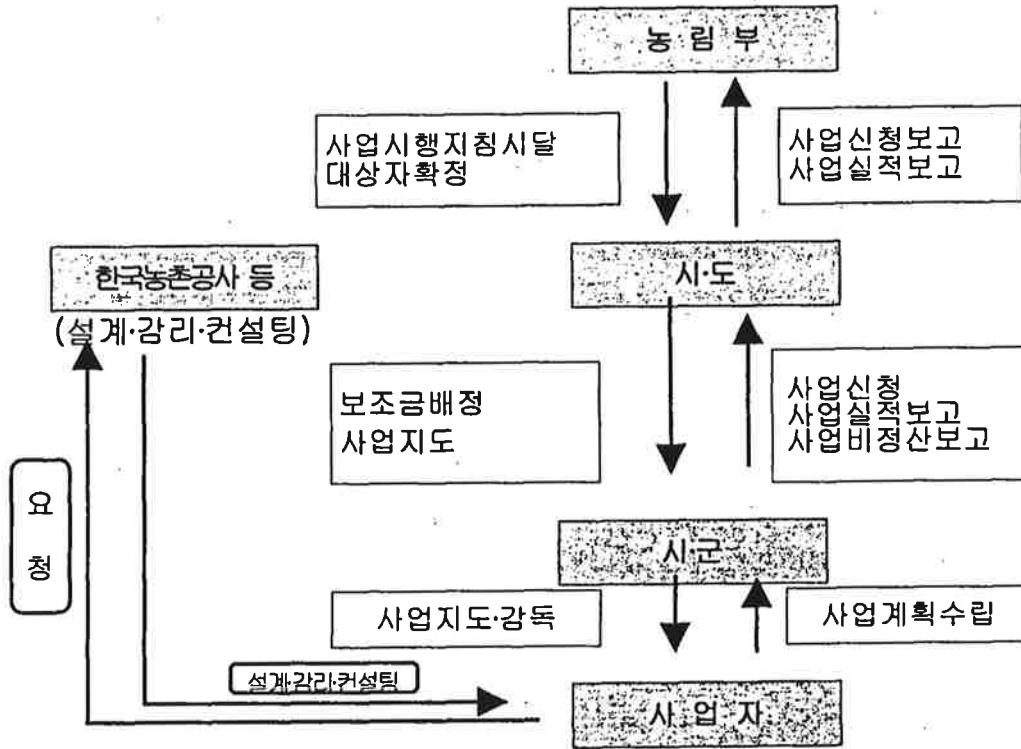 농 림 부
사업시행지침시달
대상자확정
사업신청보고
사업실적보고
한국농촌공사 등
(설계·감리·컨설팅)
시·도
보조금배정
사업지도
사업신청
사업실적보고
사업비정산보고
요
청
시·군
사업지도·감독
사업계획수립
설계·감리·컨설팅
사 업 자